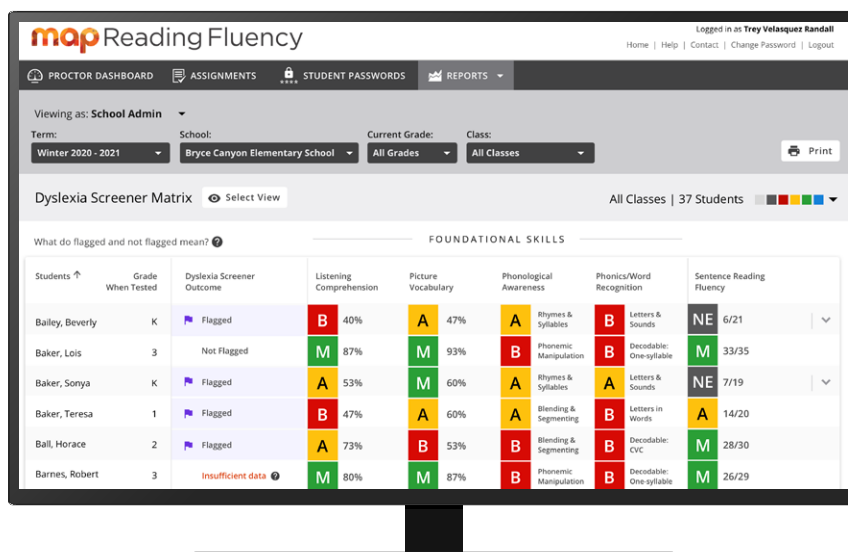 map Reading Fluency
Logged in as Trey Velasquez Randall
Home | Help | Contact | Change Password | Logout
PROCTOR DASHBOARD ASSIGNMENTS STUDENT PASSWORDS REPORTS
Viewing as: School Admin
Term: School: Current Grade: Class:
Winter 2020 - 2021 Bryce Canyon Elementary School All Grades All Classes Print
Dyslexia Screener Matrix Select View All Classes | 37 Students
What do flagged and not flagged mean? ? FOUNDATIONAL SKILLS
Students Grade Dyslexia Screener Listening Picture Phonological Phonics/Word Sentence Reading
When Tested Outcome Comprehension Vocabulary Awareness Recognition Fluency
Bailey, Beverly K Flagged B 40% A 47% A Rhymes & Syllables B Letters & Sounds NE 6/21
Baker, Lois 3 Not Flagged M 87% M 93% B Phonemic Manipulation B Decodable: One-syllable M 33/35
Baker, Sonya K Flagged A 53% M 60% A Rhymes & Syllables A Letters & Sounds NE 7/19
Baker, Teresa 1 Flagged B 47% A 60% A Blending & Segmenting B Letters in Words A 14/20
Ball, Horace 2 Flagged A 73% B 53% B Blending & Segmenting B Decodable: CVC M 28/30
Barnes, Robert 3 Insufficient data ? M 80% M 87% B Phonemic Manipulation B Decodable: One-syllable M 26/29